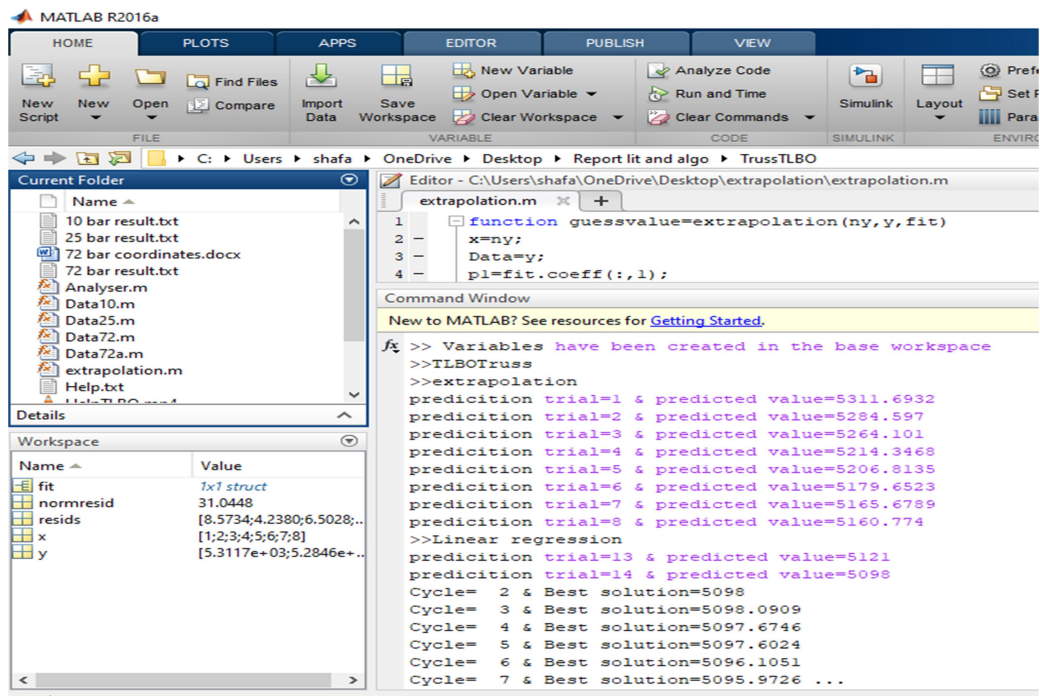 MATLAB R2016a
HOME PLOTS APPS EDITOR PUBLISH VIEW
New Script New Open Find Files Compare Import Data Save Workspace New Variable Open Variable Clear Workspace Analyze Code Run and Time Clear Commands Simulink Layout Prefe Set P Para
FILE VARIABLE CODE SIMULINK ENVIRO
C: Users shafa OneDrive Desktop Report lit and algo TrussTLBO
Current Folder
Name
10 bar result.txt
25 bar result.txt
72 bar coordinates.docx
72 bar result.txt
Analyser.m
Data10.m
Data25.m
Data72.m
Data72a.m
extrapolation.m
Help.txt
HelpTLBO.mp4
Details
Workspace
Name Value
fit 1x1 struct
normresid 31.0448
resids [8.5734;4.2380;6.5028;..
x [1;2;3;4;5;6;7;8]
y [5.3117e+03;5.2846e+..
Editor - C:\Users\shafa\OneDrive\Desktop\extrapolation\extrapolation.m
extrapolation.m
1 function guessvalue=extrapolation(ny,y,fit)
2 - x=ny;
3 - Data=y;
4 - p1=fit.coeff(:,1);
Command Window
New to MATLAB? See resources for Getting Started.
fx >> Variables have been created in the base workspace
>>TLBOTruss
>>extrapolation
predicition trial=1 & predicted value=5311.6932
predicition trial=2 & predicted value=5284.597
predicition trial=3 & predicted value=5264.101
predicition trial=4 & predicted value=5214.3468
predicition trial=5 & predicted value=5206.8135
predicition trial=6 & predicted value=5179.6523
predicition trial=7 & predicted value=5165.6789
predicition trial=8 & predicted value=5160.774
>>Linear regression
predicition trial=13 & predicted value=5121
predicition trial=14 & predicted value=5098
Cycle= 2 & Best solution=5098
Cycle= 3 & Best solution=5098.0909
Cycle= 4 & Best solution=5097.6746
Cycle= 5 & Best solution=5097.6024
Cycle= 6 & Best solution=5096.1051
Cycle= 7 & Best solution=5095.9726 ...